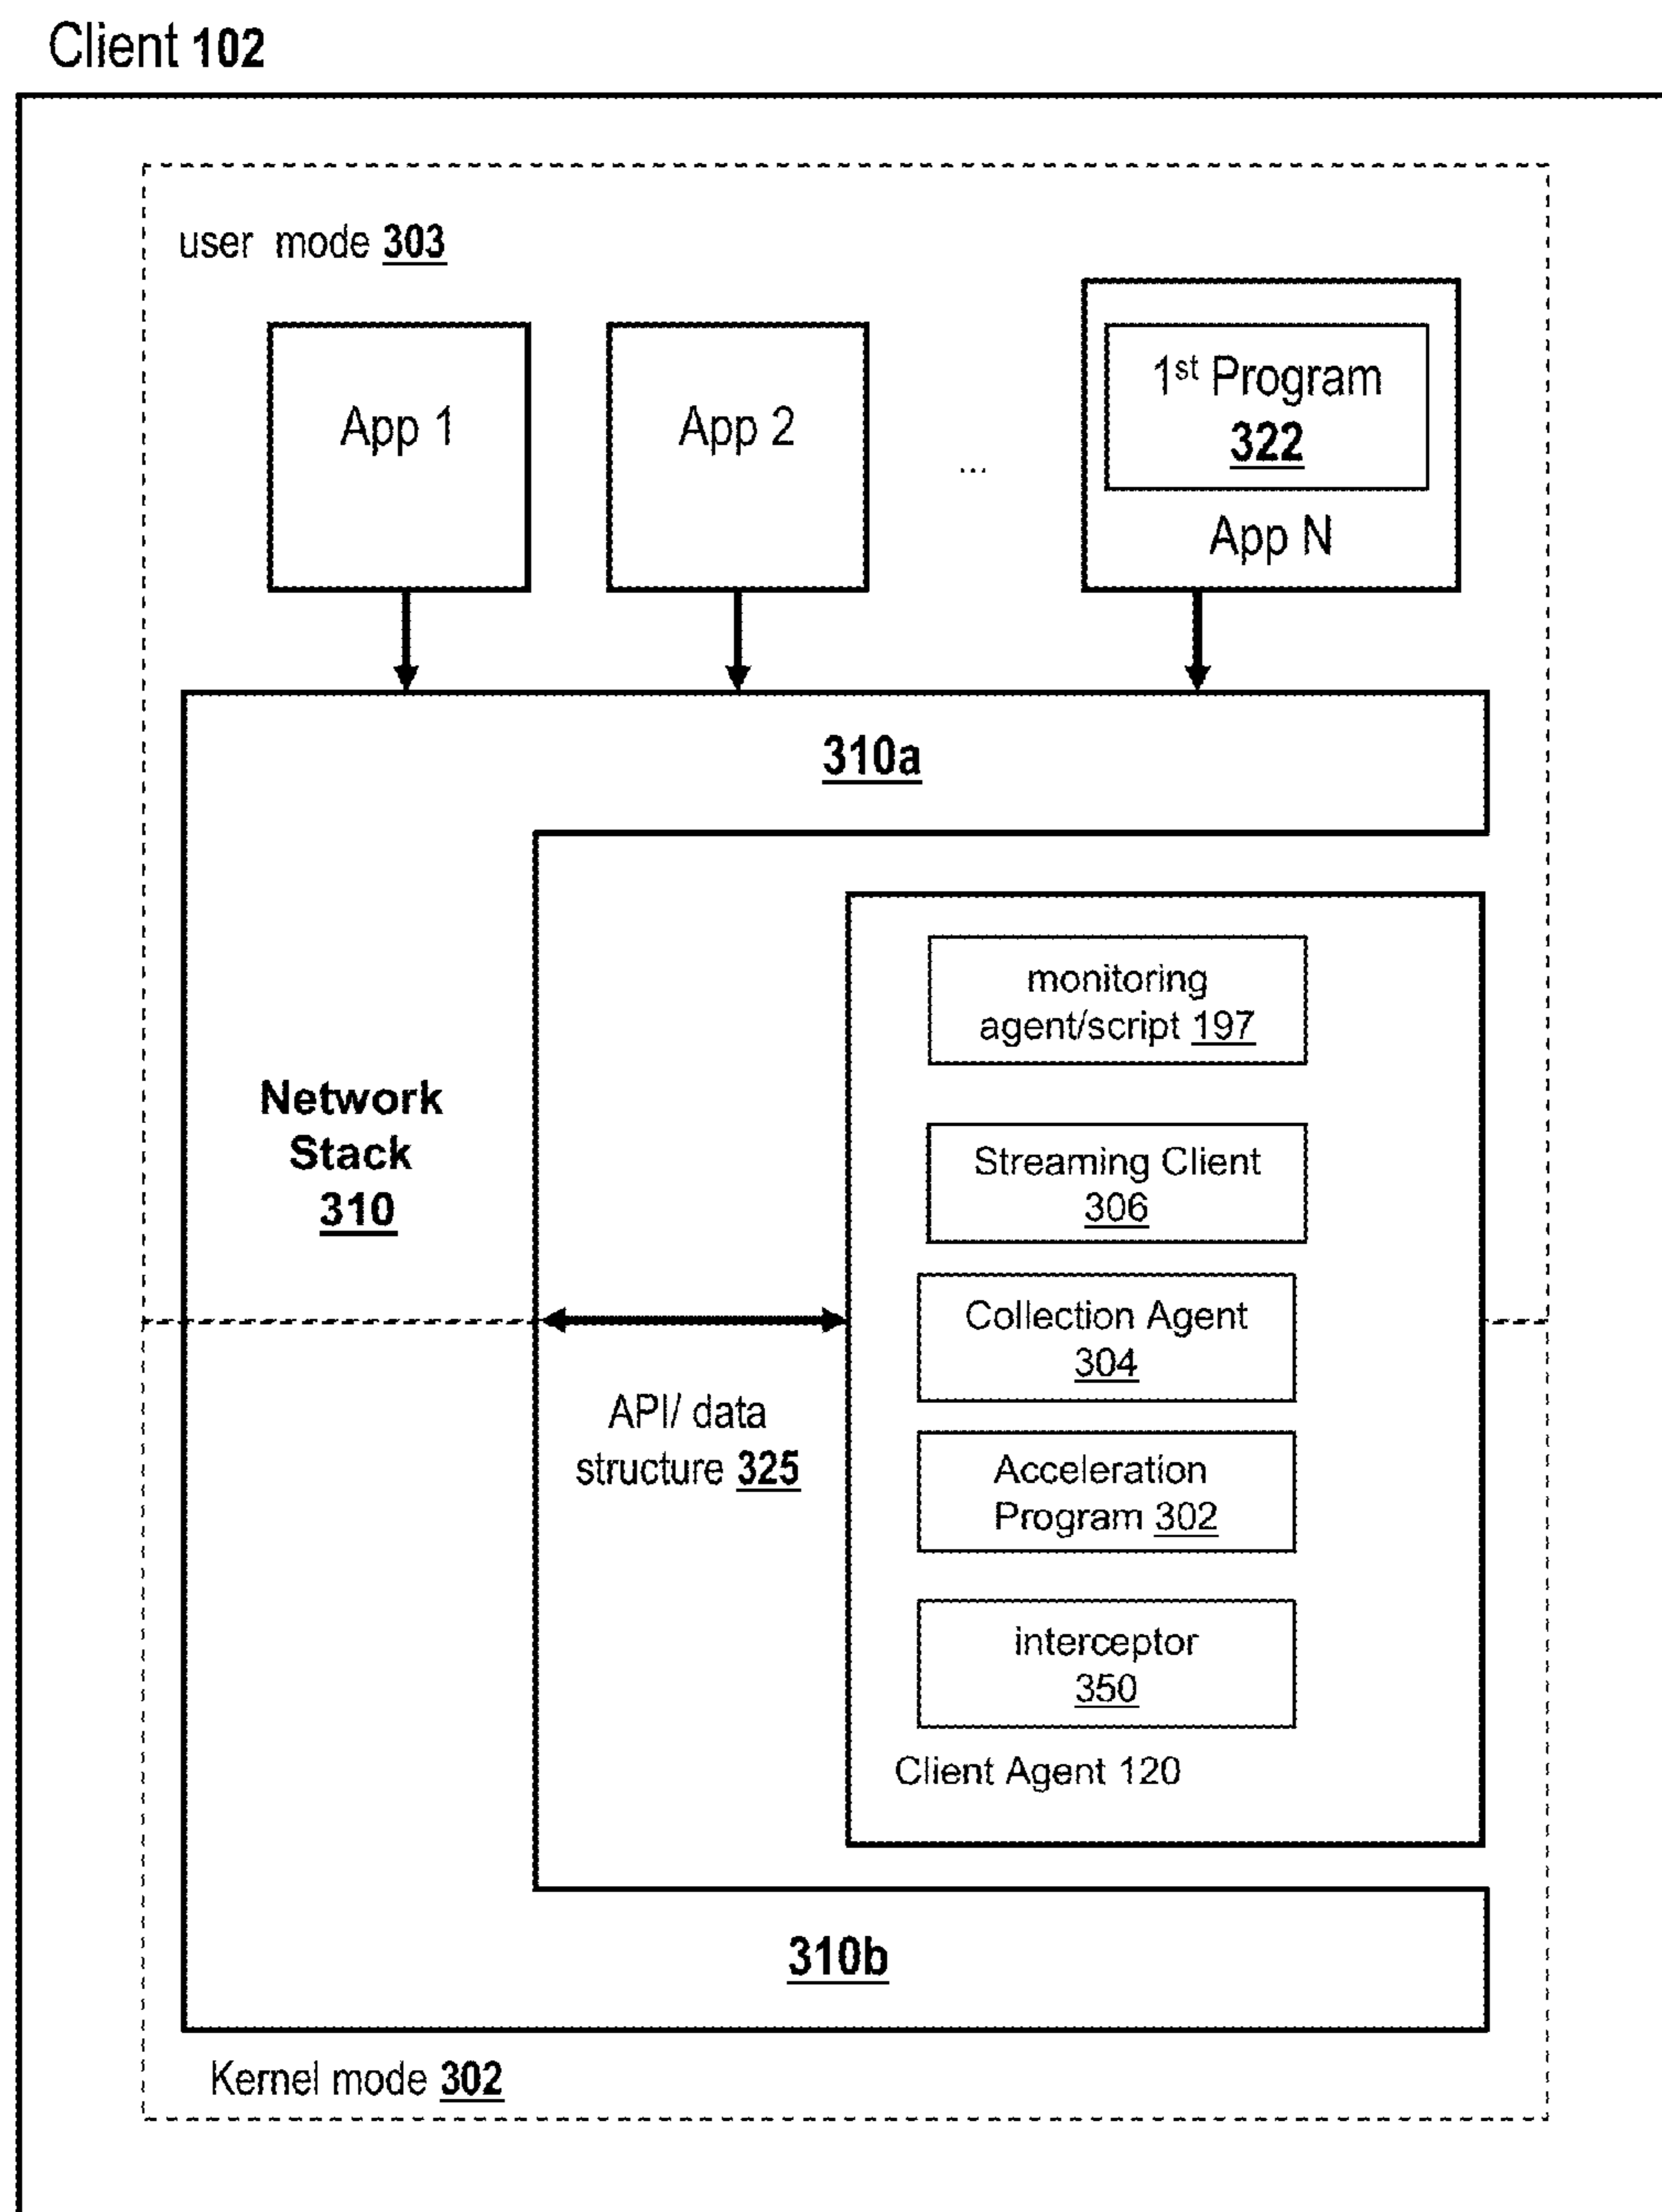 Client 102
user mode 303
App 1
App 2
...
1st Program
322
App N
310a
monitoring
agent/script 197
Network
Stack
310
Streaming Client
306
Collection Agent
304
API/ data
structure 325
Acceleration
Program 302
interceptor
350
Client Agent 120
310b
Kernel mode 302